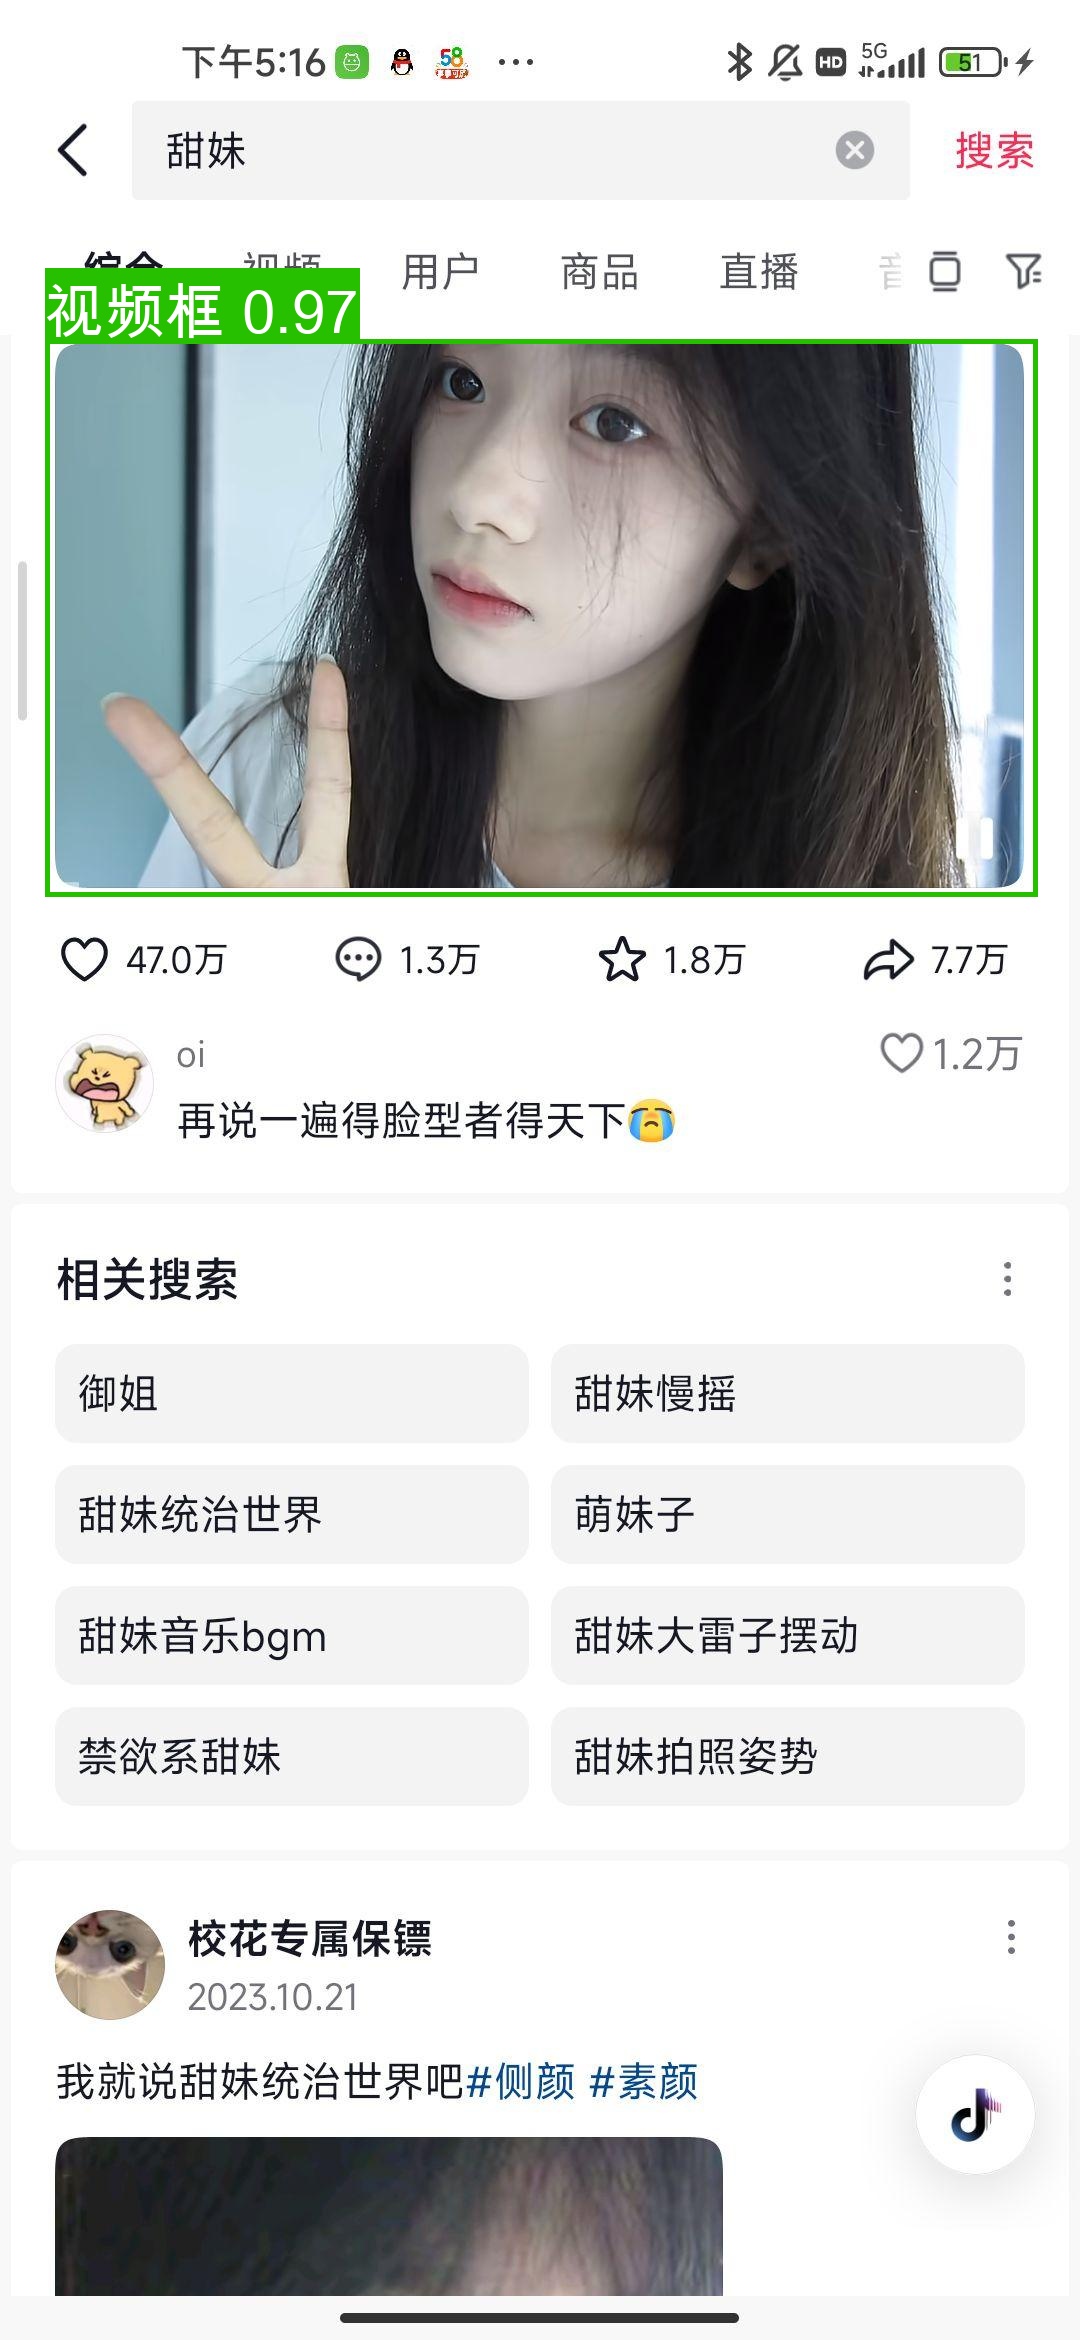 下午5:16
58
HD
5G
51
甜妹
搜索
综合 视频 用户 商品 直播 音
视频框 0.97
47.0万 1.3万 1.8万 7.7万
oi
1.2万
再说一遍得脸型者得天下😭
相关搜索
御姐 甜妹慢摇
甜妹统治世界 萌妹子
甜妹音乐bgm 甜妹大雷子摆动
禁欲系甜妹 甜妹拍照姿势
校花专属保镖
2023.10.21
我就说甜妹统治世界吧#侧颜 #素颜